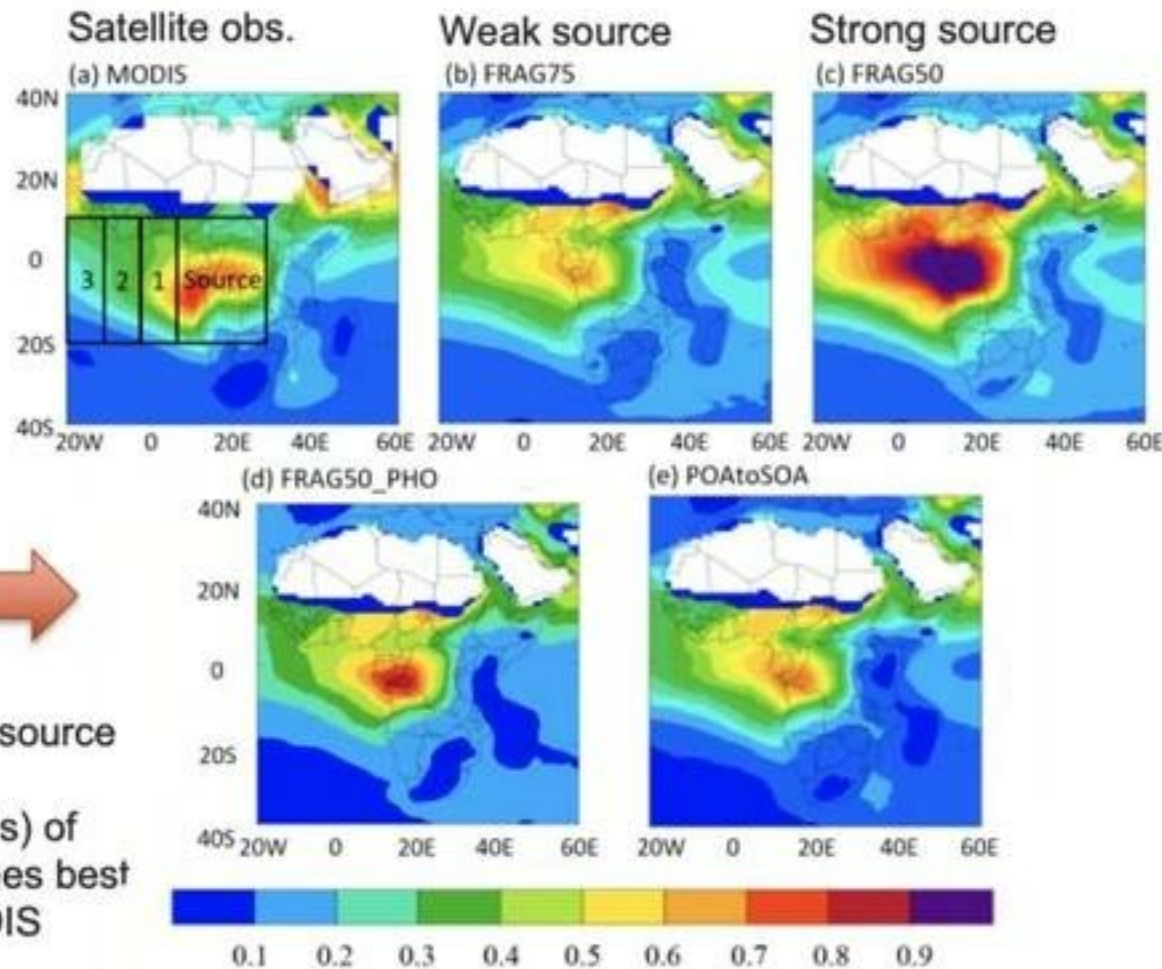 Satellite obs.
Weak source
Strong source
(a) MODIS
(b) FRAG75
(c) FRAG50
40N
20N
0
20S
40S
3 2 1 Source
20W 0 20E 40E 60E
20W 0 20E 40E 60E
20W 0 20E 40E 60E
(d) FRAG50_PHO
(e) POAtoSOA
40N
20N
0
20S
40S
20W 0 20E 40E 60E
20W 0 20E 40E 60E
source
s) of
es best
DIS
0.1 0.2 0.3 0.4 0.5 0.6 0.7 0.8 0.9